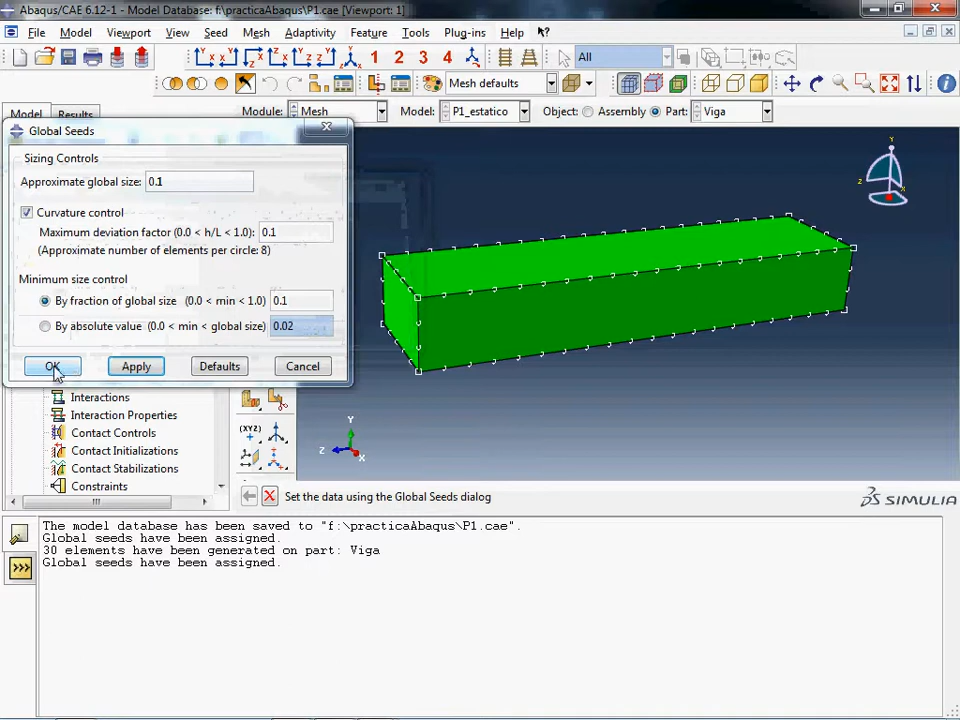 Abaqus/CAE 6.12-1 - Model Database: f:\practicaAbaqus\P1.cae [Viewport: 1]
File Model Viewport View Seed Mesh Adaptivity Feature Tools Plug-ins Help
1 2 3 4 All
Mesh defaults
Model Results Module: Mesh Model: P1_estatico Object: Assembly Part: Viga
Global Seeds
Sizing Controls
Approximate global size: 0.1
Curvature control
Maximum deviation factor (0.0 < h/L < 1.0): 0.1
(Approximate number of elements per circle: 8)
Minimum size control
By fraction of global size (0.0 < min < 1.0) 0.1
By absolute value (0.0 < min < global size) 0.02
OK Apply Defaults Cancel
Y
Z
X
Interactions
Interaction Properties
Contact Controls
Contact Initializations
Contact Stabilizations
Constraints
(XYZ)
Y
Z
X
Set the data using the Global Seeds dialog
SIMULIA
The model database has been saved to "f:\practicaAbaqus\P1.cae".
Global seeds have been assigned.
30 elements have been generated on part: Viga
Global seeds have been assigned.
>>>